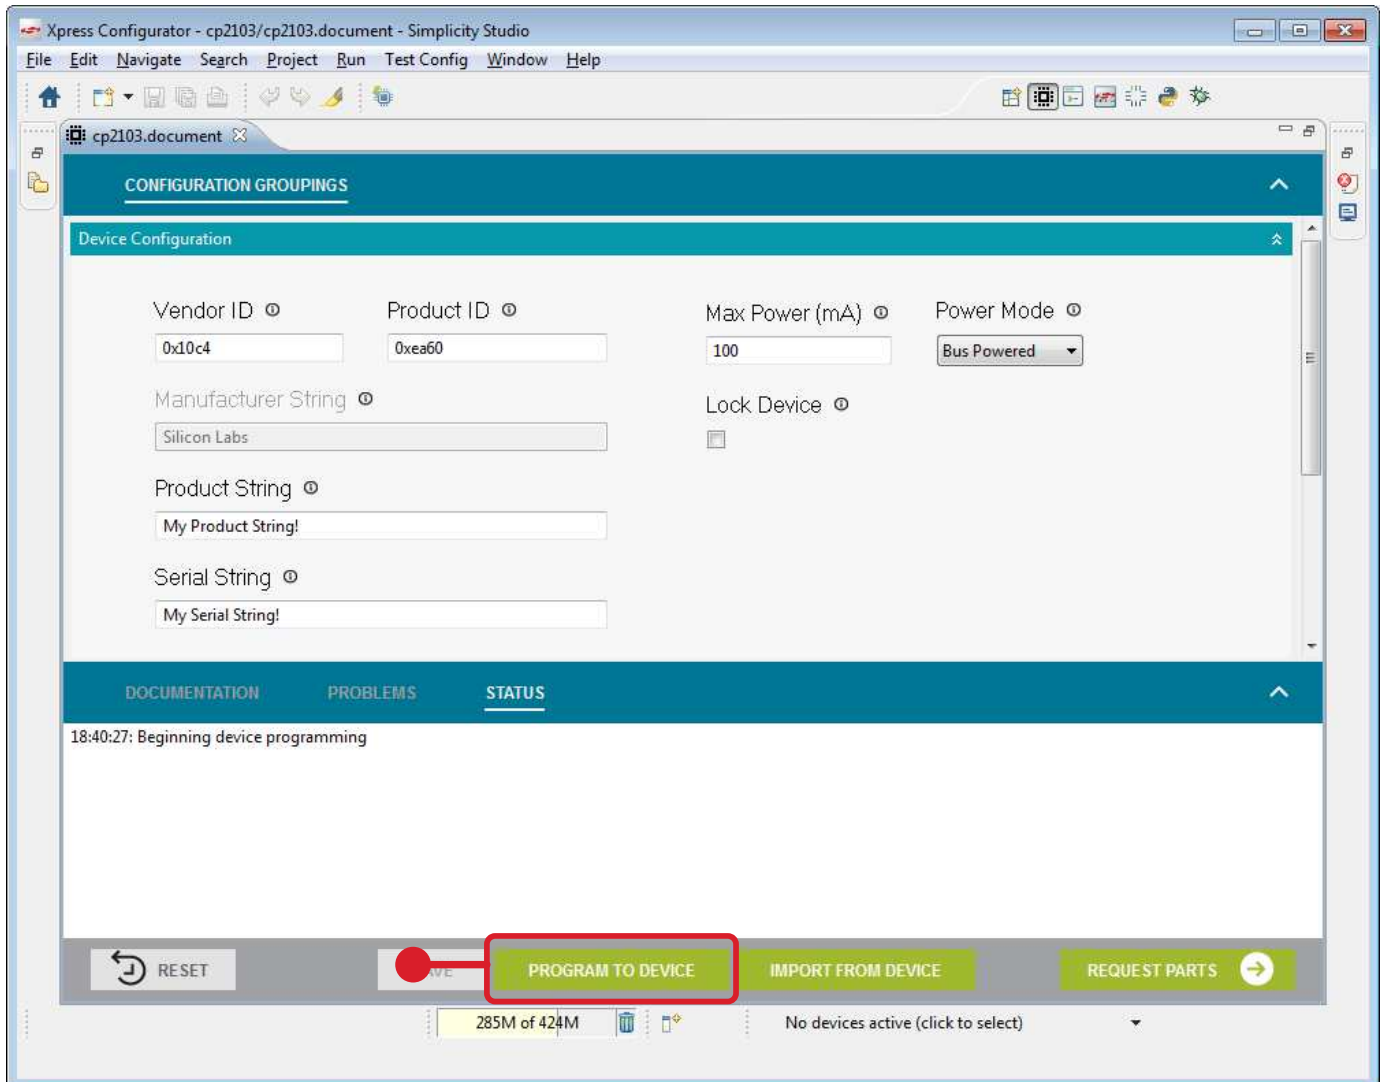 Xpress Configurator - cp2103/cp2103.document - Simplicity Studio
File Edit Navigate Search Project Run Test Config Window Help
cp2103.document
CONFIGURATION GROUPINGS
Device Configuration
Vendor ID Product ID Max Power (mA) Power Mode
0x10c4 0xea60 100 Bus Powered
Manufacturer String Lock Device
Silicon Labs
Product String
My Product String!
Serial String
My Serial String!
DOCUMENTATION PROBLEMS STATUS
18:40:27: Beginning device programming
RESET PROGRAM TO DEVICE IMPORT FROM DEVICE REQUEST PARTS
285M of 424M No devices active (click to select)